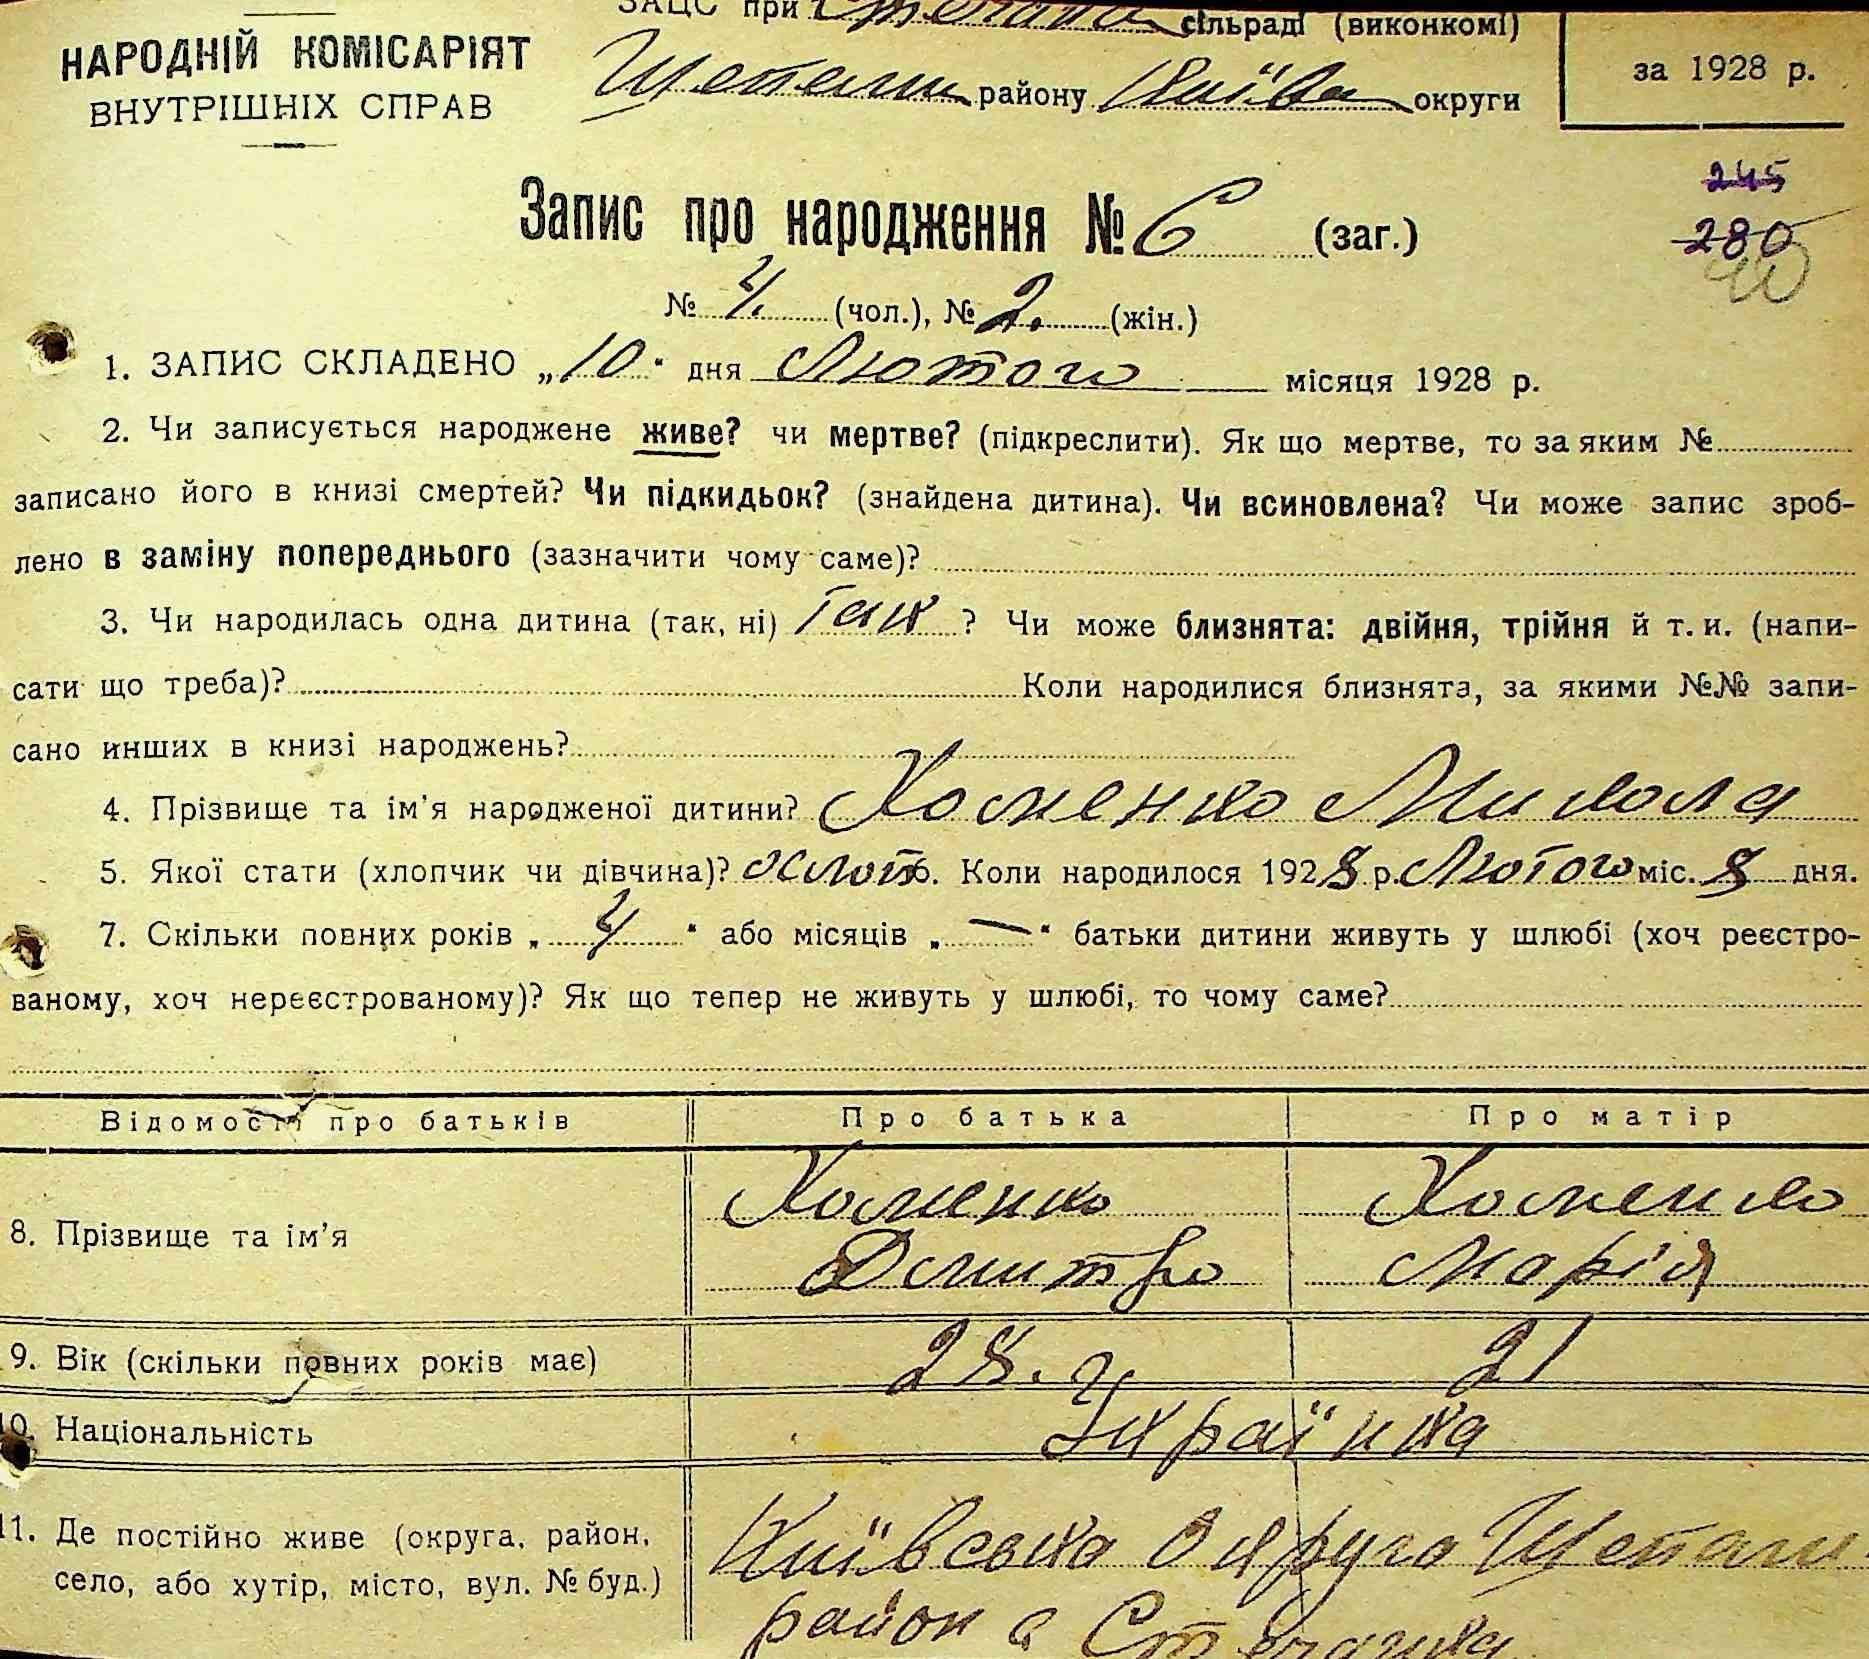 ЗАЦС при сільраді (виконкомі)
НАРОДНІЙ КОМІСАРІЯТ
ВНУТРІШНІХ СПРАВ
району Київськ округи
за 1928 р.
245
280
40
Запис про народження № 6 (заг.)
№ 4. (чол.), № 2. (жін.)
1. ЗАПИС СКЛАДЕНО „10" дня Лютого місяця 1928 р.
2. Чи записується народжене живе? чи мертве? (підкреслити). Як що мертве, то за яким №
записано його в книзі смертей? Чи підкидьок? (знайдена дитина). Чи всиновлена? Чи може запис зроб-
лено в заміну попереднього (зазначити чому саме)?
3. Чи народилась одна дитина (так, ні) Так ? Чи може близнята: двійня, трійня й т. и. (напи-
сати що треба)? Коли народилися близнята, за якими №№ запи-
сано инших в книзі народжень?
4. Прізвище та ім'я народженої дитини? Хоменко Микола
5. Якої стати (хлопчик чи дівчина)? Хлопч. Коли народилося 1928 р. Лютого міс. 8 дня.
7. Скільки повних років „ 4 " або місяців „ — " батьки дитини живуть у шлюбі (хоч реєстро-
ваному, хоч нереєстрованому)? Як що тепер не живуть у шлюбі, то чому саме?
Відомості про батьків Про батька Про матір
8. Прізвище та ім'я Хоменко Дмитро Хоменко Марія
9. Вік (скільки повних років має) 28. 21
10. Національність Українка
11. Де постійно живе (округа, район,
село, або хутір, місто, вул. № буд.)
Київська Округа
район с